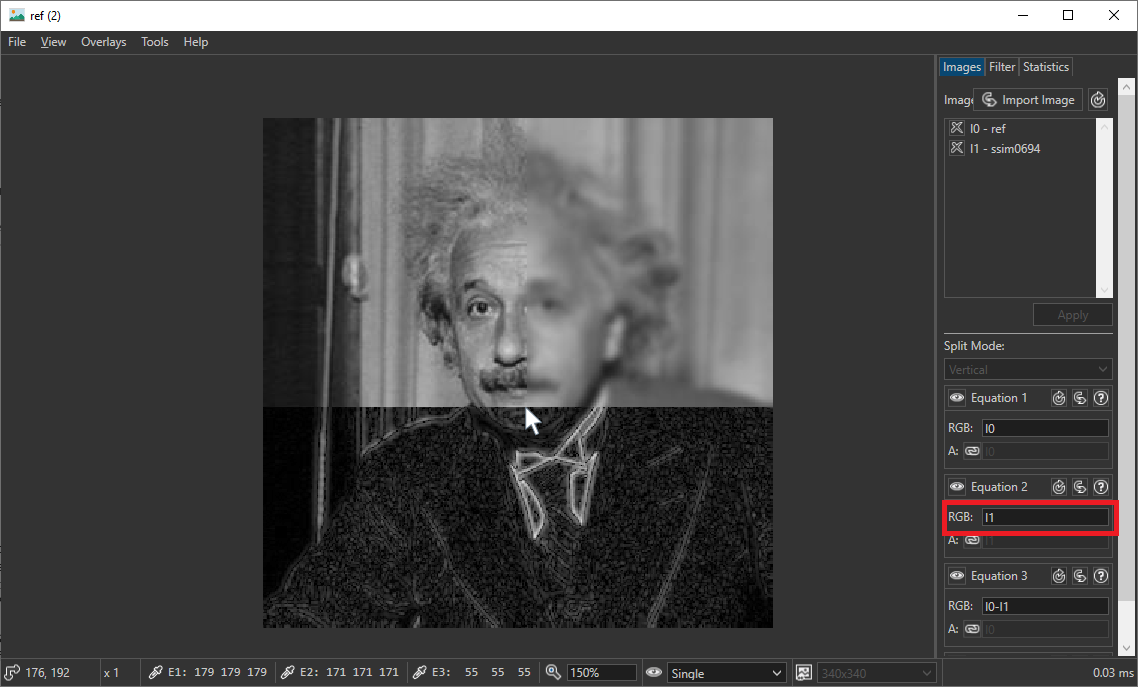 ref (2)
File View Overlays Tools Help
Images Filter Statistics
Image Import Image
I0 - ref
I1 - ssim0694
Apply
Split Mode:
Vertical
Equation 1
RGB: I0
A: I0
Equation 2
RGB: I1
A: I1
Equation 3
RGB: I0-I1
A: I0
176, 192 x 1 E1: 179 179 179 E2: 171 171 171 E3: 55 55 55 150% Single 340x340 0.03 ms